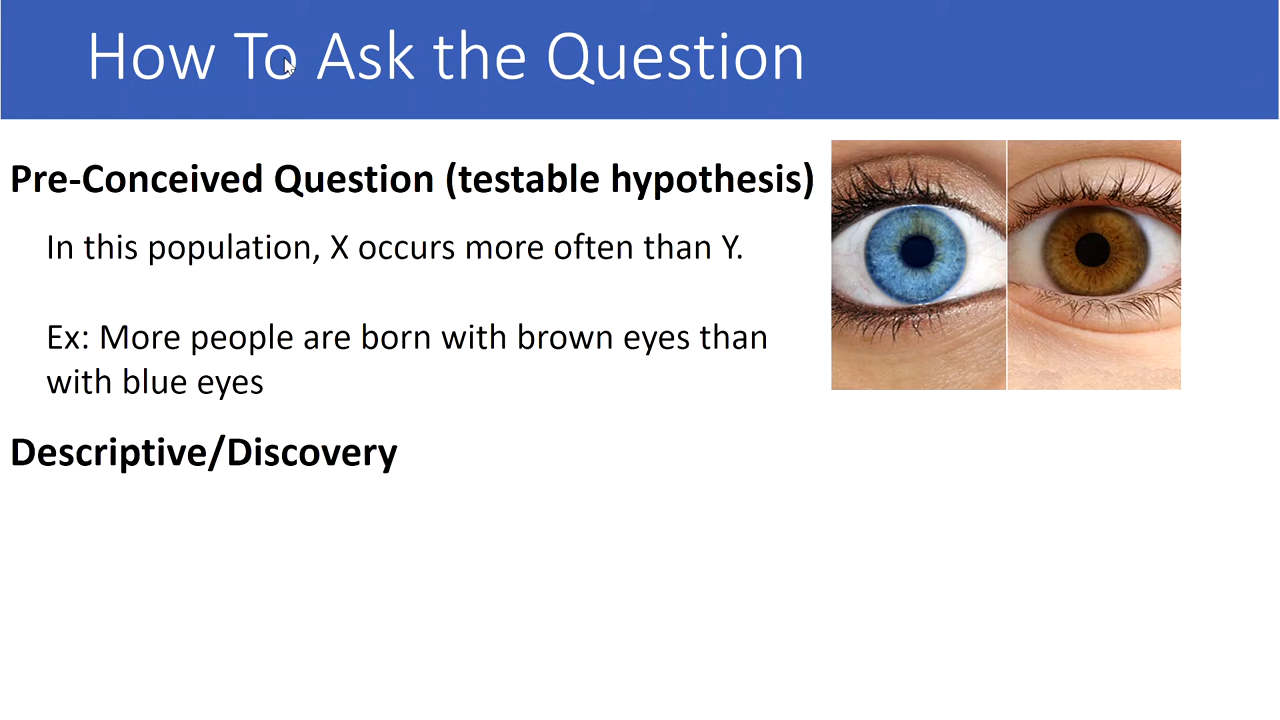 How To Ask the Question
Pre-Conceived Question (testable hypothesis)
In this population, X occurs more often than Y.
Ex: More people are born with brown eyes than
with blue eyes
Descriptive/Discovery